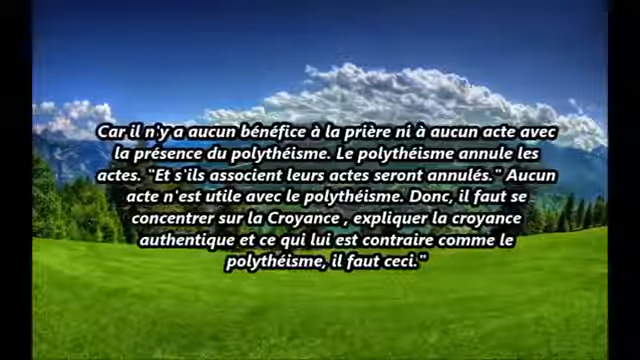 Car il n'y a aucun bénéfice à la prière ni à aucun acte avec
la présence du polythéisme. Le polythéisme annule les
actes. "Et s'ils associent leurs actes seront annulés." Aucun
acte n'est utile avec le polythéisme. Donc, il faut se
concentrer sur la Croyance , expliquer la croyance
authentique et ce qui lui est contraire comme le
polythéisme, il faut ceci."